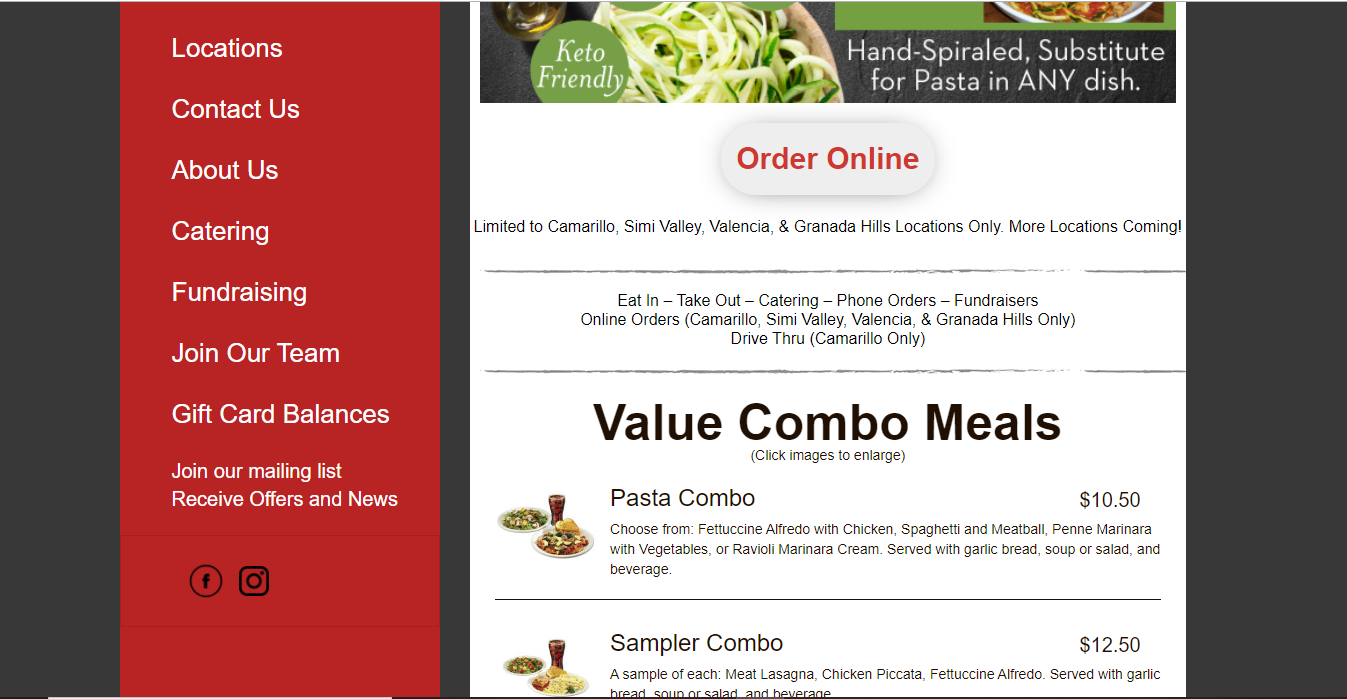 Locations
Contact Us
About Us
Catering
Fundraising
Join Our Team
Gift Card Balances
Join our mailing list
Receive Offers and News
Keto
Friendly
Hand-Spiraled, Substitute
for Pasta in ANY dish.
Order Online
Limited to Camarillo, Simi Valley, Valencia, & Granada Hills Locations Only. More Locations Coming!
Eat In – Take Out – Catering – Phone Orders – Fundraisers
Online Orders (Camarillo, Simi Valley, Valencia, & Granada Hills Only)
Drive Thru (Camarillo Only)
Value Combo Meals
(Click images to enlarge)
Pasta Combo $10.50
Choose from: Fettuccine Alfredo with Chicken, Spaghetti and Meatball, Penne Marinara
with Vegetables, or Ravioli Marinara Cream. Served with garlic bread, soup or salad, and
beverage.
Sampler Combo $12.50
A sample of each: Meat Lasagna, Chicken Piccata, Fettuccine Alfredo. Served with garlic
bread, soup or salad, and beverage.